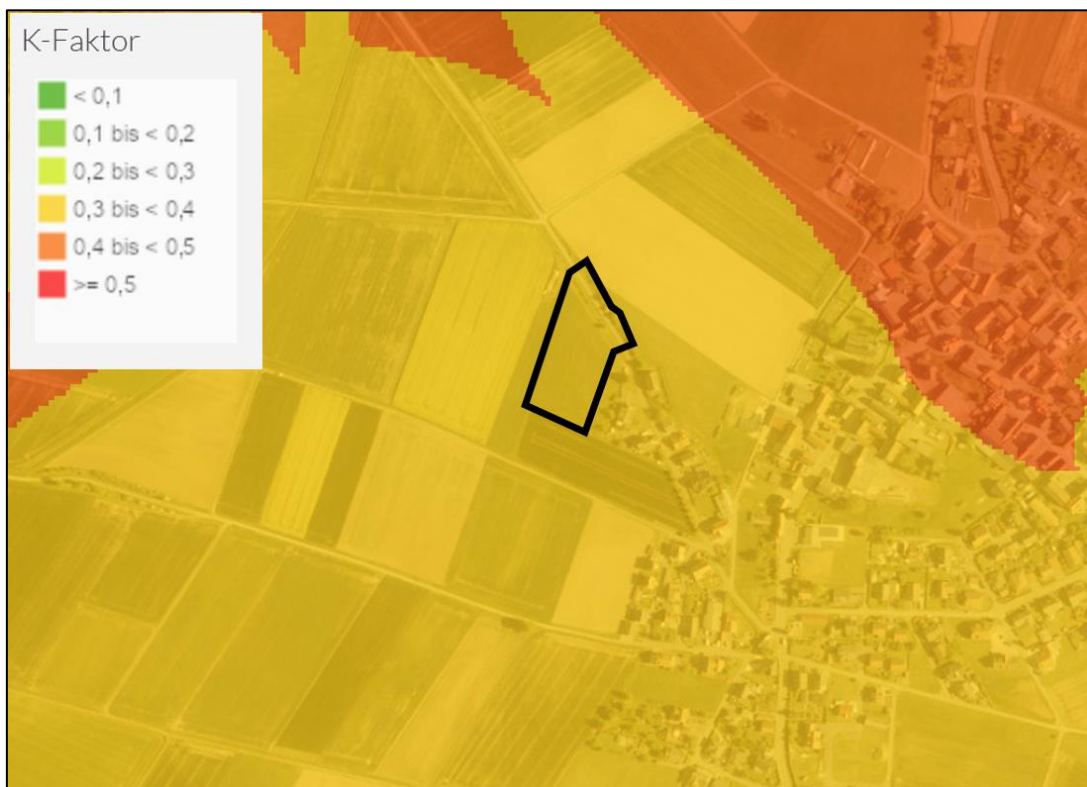 K-Faktor
< 0,1
0,1 bis < 0,2
0,2 bis < 0,3
0,3 bis < 0,4
0,4 bis < 0,5
>= 0,5